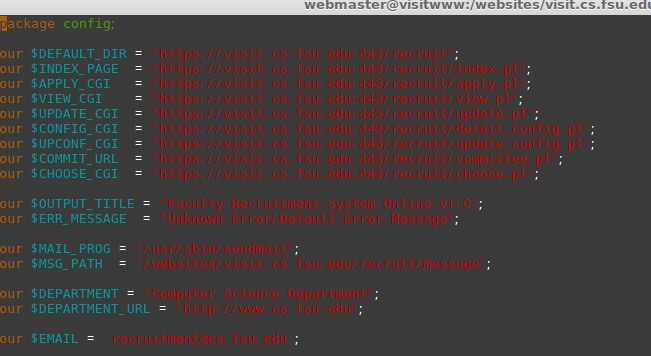 webmaster@visitwww:/websites/visit.cs.fsu.edu
package config;
our $DEFAULT_DIR = "https://visit.cs.fsu.edu:443/recruit";
our $INDEX_PAGE = "https://visit.cs.fsu.edu:443/recruit/index.pl";
our $APPLY_CGI = "https://visit.cs.fsu.edu:443/recruit/apply.pl";
our $VIEW_CGI = "https://visit.cs.fsu.edu:443/recruit/view.pl";
our $UPDATE_CGI = "https://visit.cs.fsu.edu:443/recruit/update.pl";
our $CONFIG_CGI = "https://visit.cs.fsu.edu:443/recruit/detail_config.pl";
our $UPCONF_CGI = "https://visit.cs.fsu.edu:443/recruit/update_config.pl";
our $COMMIT_URL = "https://visit.cs.fsu.edu:443/recruit/committee.pl";
our $CHOOSE_CGI = "https://visit.cs.fsu.edu:443/recruit/choose.pl";
our $OUTPUT_TITLE = "Faculty Recruitment System Online v1.0";
our $ERR_MESSAGE = "Unknown Error/Default Error Message";
our $MAIL_PROG = "/usr/sbin/sendmail";
our $MSG_PATH = "/websites/visit.cs.fsu.edu/recruit/message";
our $DEPARTMENT = "Computer Science Department";
our $DEPARTMENT_URL = "http://www.cs.fsu.edu";
our $EMAIL = 'recruitment@cs.fsu.edu';